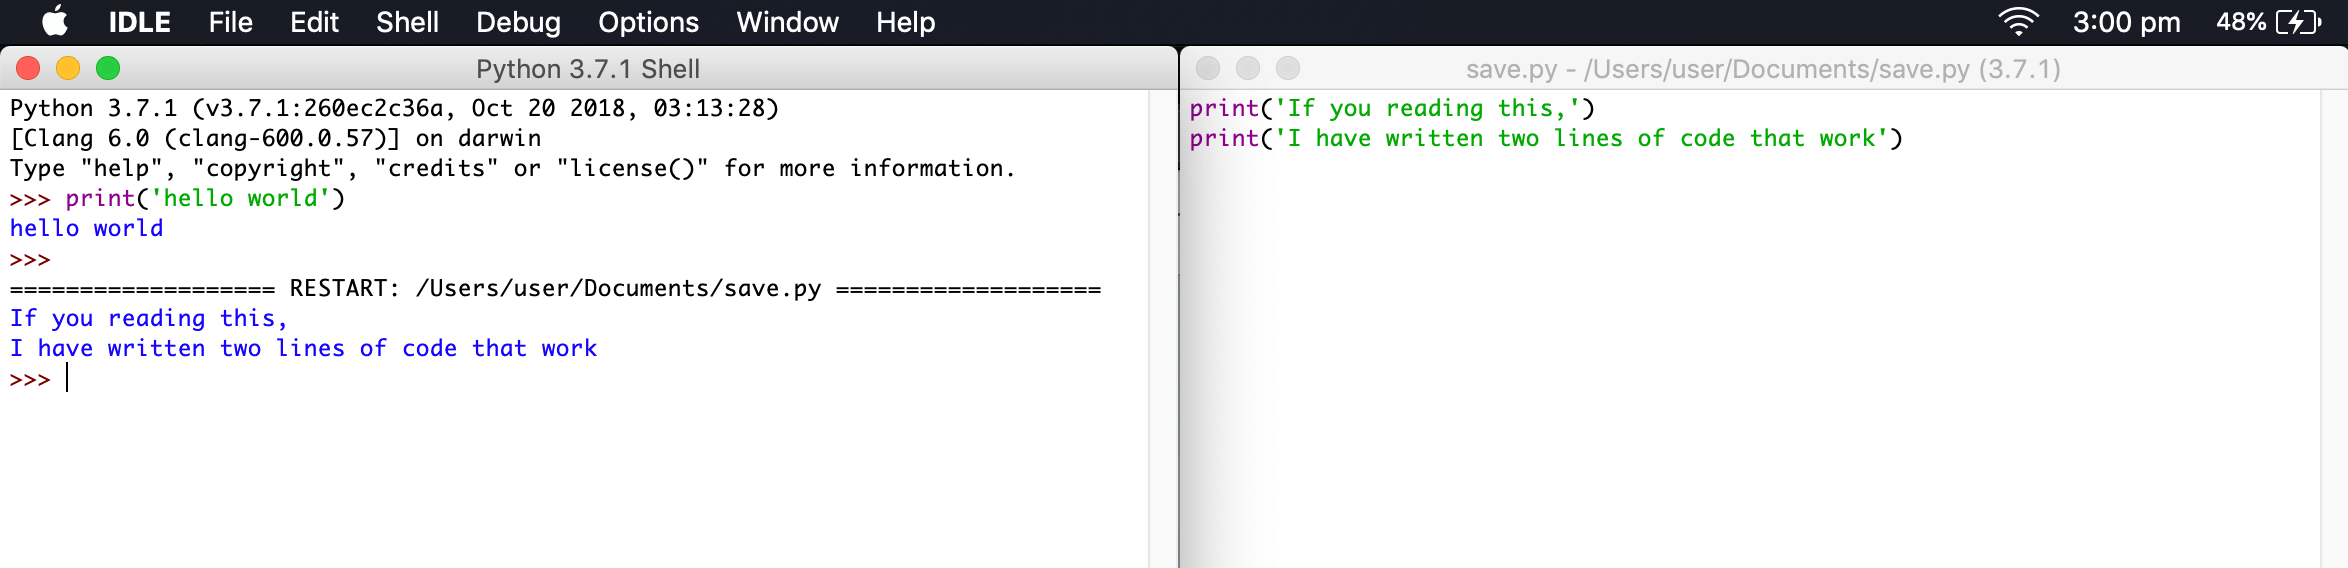 IDLE File Edit Shell Debug Options Window Help 3:00 pm 48%
Python 3.7.1 Shell
Python 3.7.1 (v3.7.1:260ec2c36a, Oct 20 2018, 03:13:28)
[Clang 6.0 (clang-600.0.57)] on darwin
Type "help", "copyright", "credits" or "license()" for more information.
>>> print('hello world')
hello world
>>>
=================== RESTART: /Users/user/Documents/save.py ===================
If you reading this,
I have written two lines of code that work
>>>
save.py - /Users/user/Documents/save.py (3.7.1)
print('If you reading this,')
print('I have written two lines of code that work')